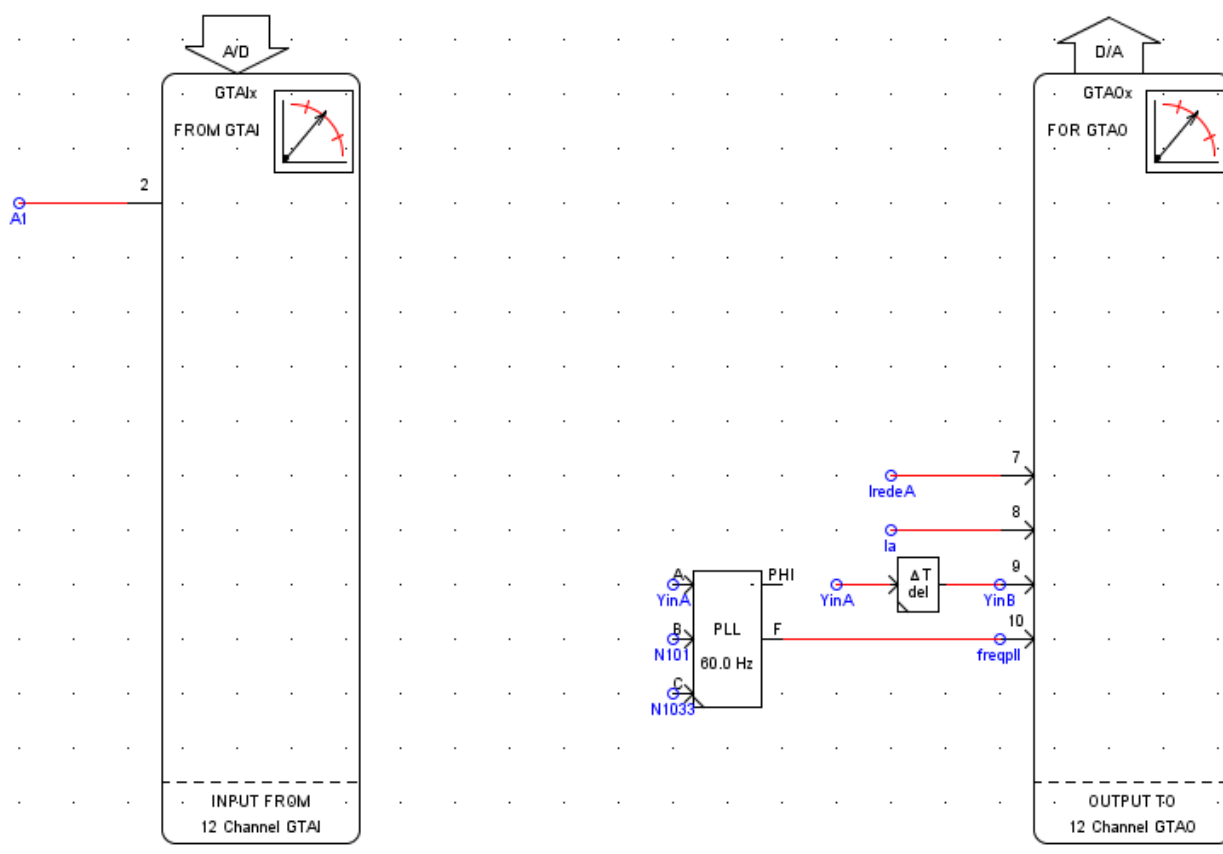 A/D
GTAIx
FROM GTAI
2
A1
INPUT FROM
12 Channel GTAI
D/A
GTAOx
FOR GTAO
7
IredeA
8
Ia
9
ΔT
del
YinA
YinB
10
freqpll
A
YinA
PHI
B
N101
PLL
F
60.0 Hz
C
N1033
OUTPUT TO
12 Channel GTAO